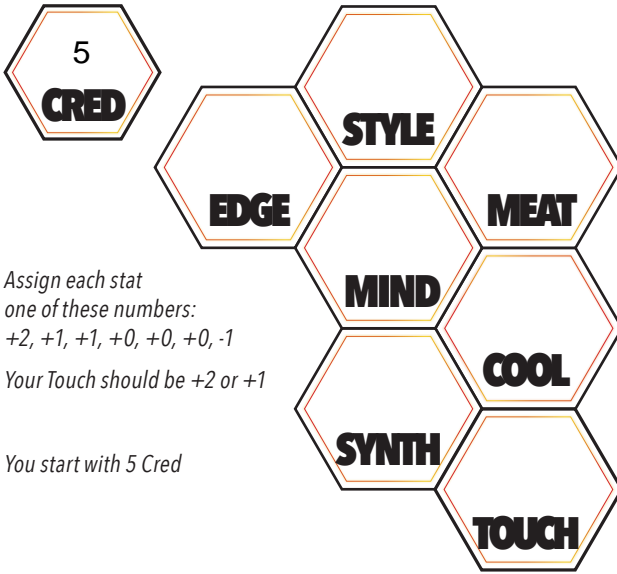 5
CRED
STYLE
EDGE
MEAT
MIND
Assign each stat
one of these numbers:
+2, +1, +1, +0, +0, +0, -1
COOL
Your Touch should be +2 or +1
SYNTH
You start with 5 Cred
TOUCH